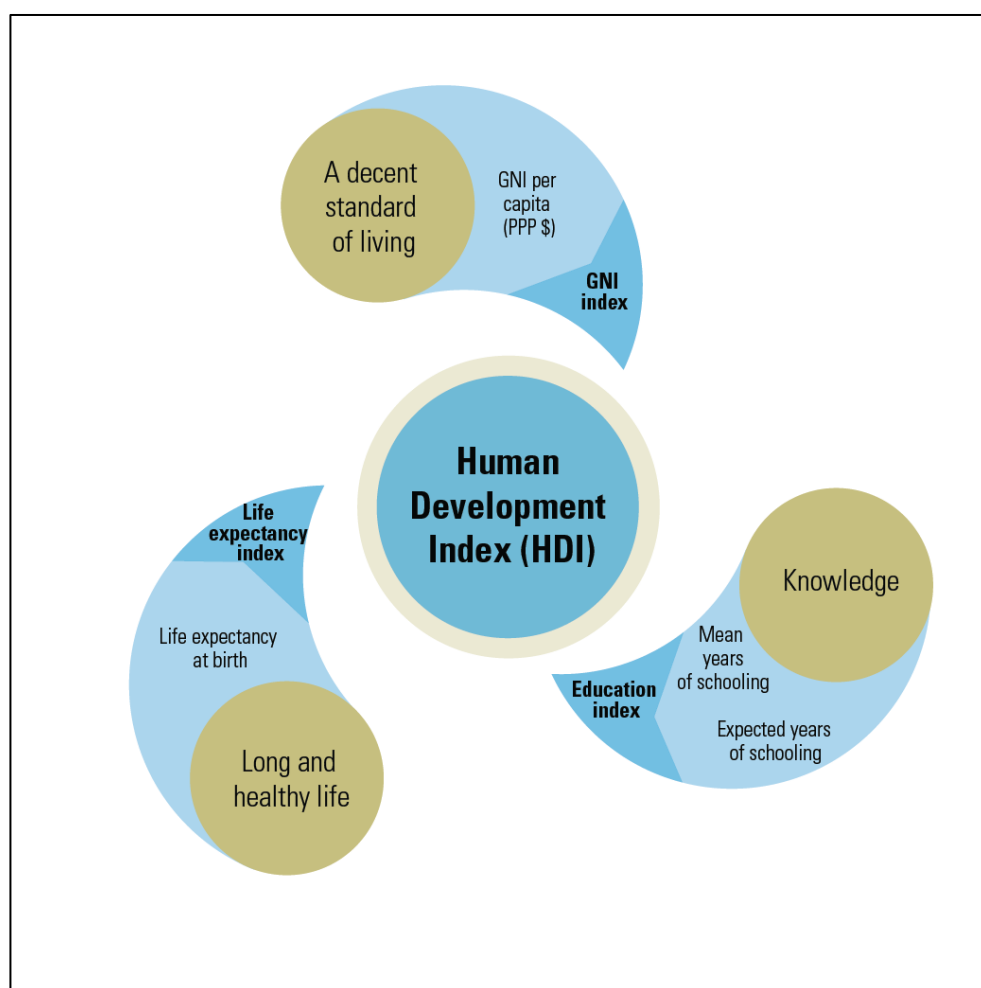 A decent
standard
of living
GNI per
capita
(PPP $)
GNI
index
Human
Development
Index (HDI)
Life
expectancy
index
Life expectancy
at birth
Long and
healthy life
Knowledge
Mean
years
of schooling
Expected years
of schooling
Education
index